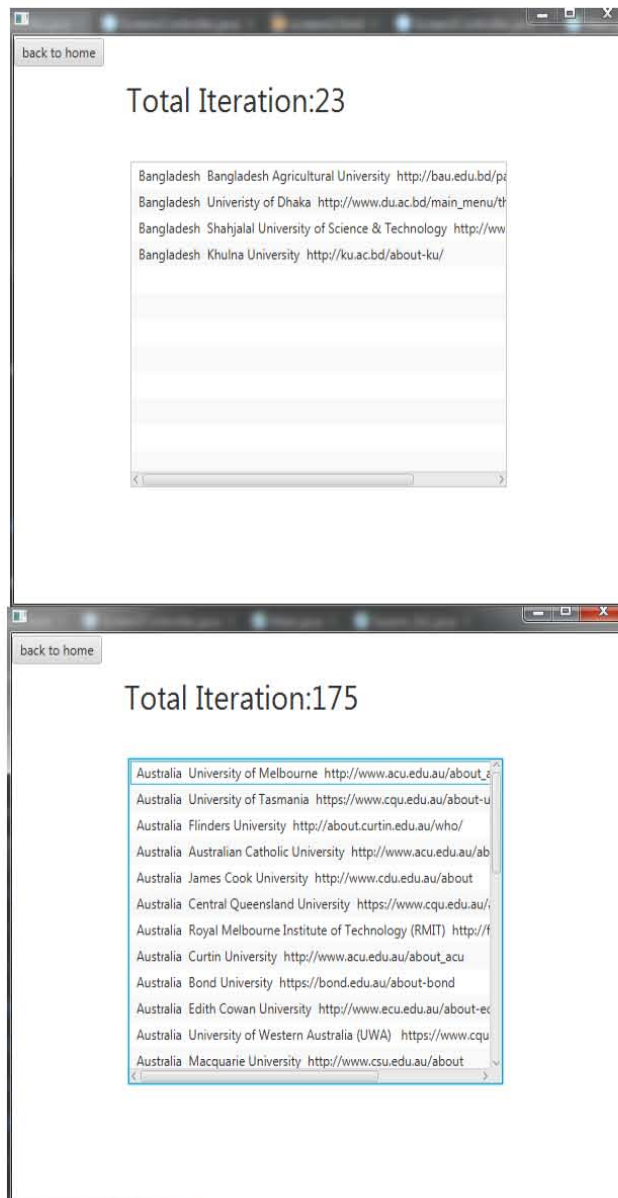 back to home
Total Iteration:23
Bangladesh Bangladesh Agricultural University http://bau.edu.bd/pa
Bangladesh Univeristy of Dhaka http://www.du.ac.bd/main_menu/th
Bangladesh Shahjalal University of Science & Technology http://ww
Bangladesh Khulna University http://ku.ac.bd/about-ku/
back to home
Total Iteration:175
Australia University of Melbourne http://www.acu.edu.au/about_a
Australia University of Tasmania https://www.cqu.edu.au/about-u
Australia Flinders University http://about.curtin.edu.au/who/
Australia Australian Catholic University http://www.acu.edu.au/ab
Australia James Cook University http://www.cdu.edu.au/about
Australia Central Queensland University https://www.cqu.edu.au/
Australia Royal Melbourne Institute of Technology (RMIT) http://f
Australia Curtin University http://www.acu.edu.au/about_acu
Australia Bond University https://bond.edu.au/about-bond
Australia Edith Cowan University http://www.ecu.edu.au/about-ec
Australia University of Western Australia (UWA) https://www.cqu
Australia Macquarie University http://www.csu.edu.au/about